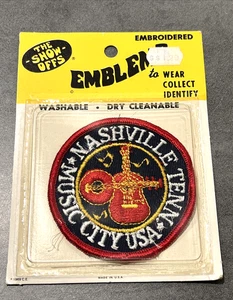 EMBROIDERED
THE
SHOW
OFFS
EMBLEM
to WEAR
COLLECT
IDENTIFY
WASHABLE • DRY CLEANABLE
NASHVILLE TENN.
MUSIC CITY USA
MADE IN U.S.A.